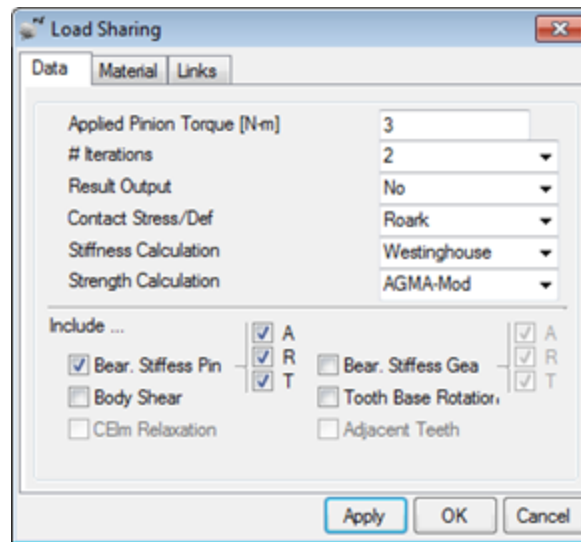 Load Sharing
Data Material Links
Applied Pinion Torque [N-m] 3
# Iterations 2
Result Output No
Contact Stress/Def Roark
Stiffness Calculation Westinghouse
Strength Calculation AGMA-Mod
Include ...
A A
Bear. Stiffess Pin R Bear. Stiffess Gea R
T T
Body Shear Tooth Base Rotation
CElm Relaxation Adjacent Teeth
Apply OK Cancel